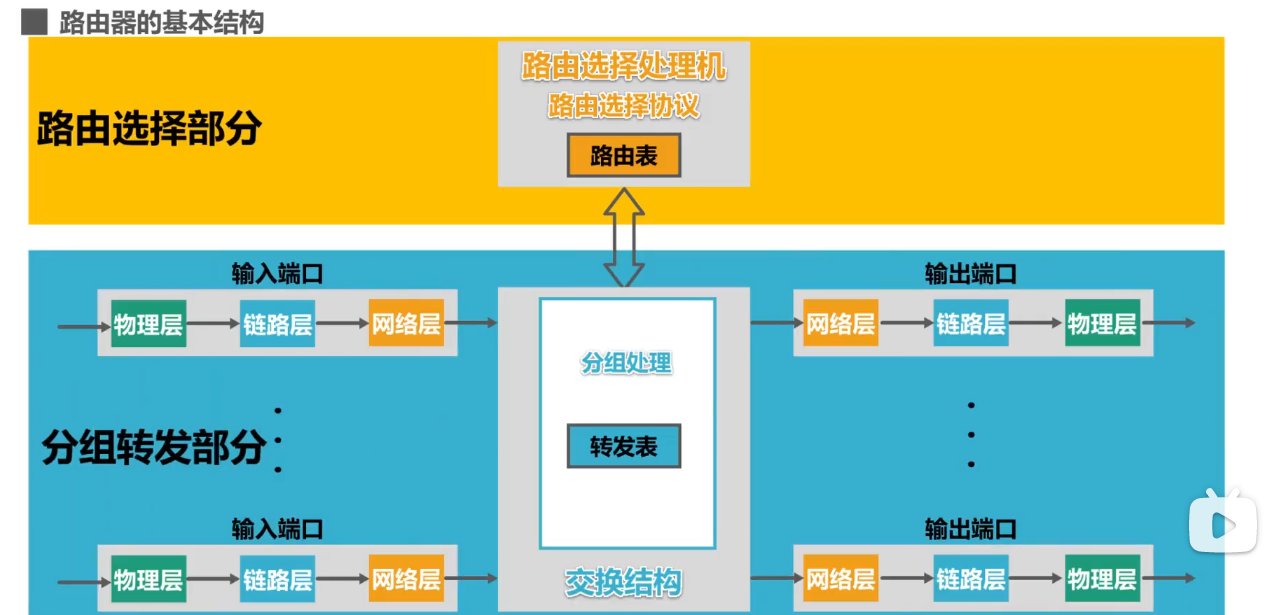 路由器的基本结构
路由选择处理机
路由选择协议
路由选择部分
路由表
输入端口
输出端口
物理层 链路层 网络层
网络层 链路层 物理层
分组处理
分组转发部分
转发表
输入端口
输出端口
物理层 链路层 网络层
交换结构
网络层 链路层 物理层